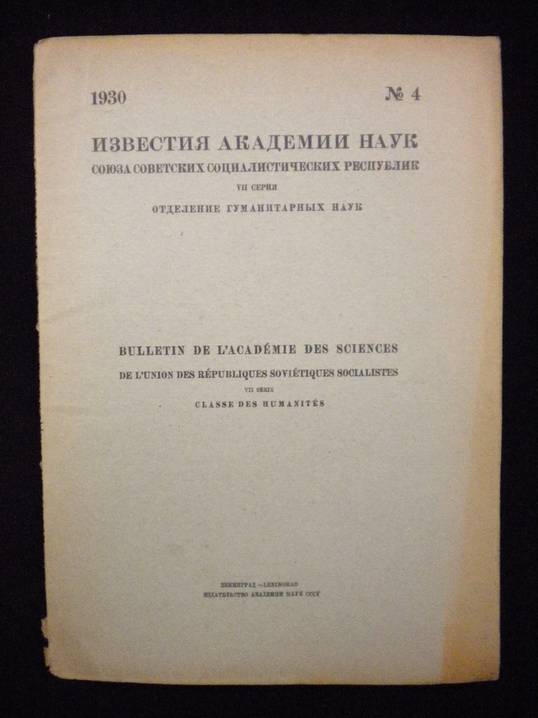 1930 № 4
ИЗВЕСТИЯ АКАДЕМИИ НАУК
СОЮЗА СОВЕТСКИХ СОЦИАЛИСТИЧЕСКИХ РЕСПУБЛИК
VII СЕРИЯ
ОТДЕЛЕНИЕ ГУМАНИТАРНЫХ НАУК
BULLETIN DE L'ACADÉMIE DES SCIENCES
DE L'UNION DES RÉPUBLIQUES SOVIÉTIQUES SOCIALISTES
VII SÉRIE
CLASSE DES HUMANITÉS
ЛЕНИНГРАД — LENINGRAD
ИЗДАТЕЛЬСТВО АКАДЕМИИ НАУК СССР